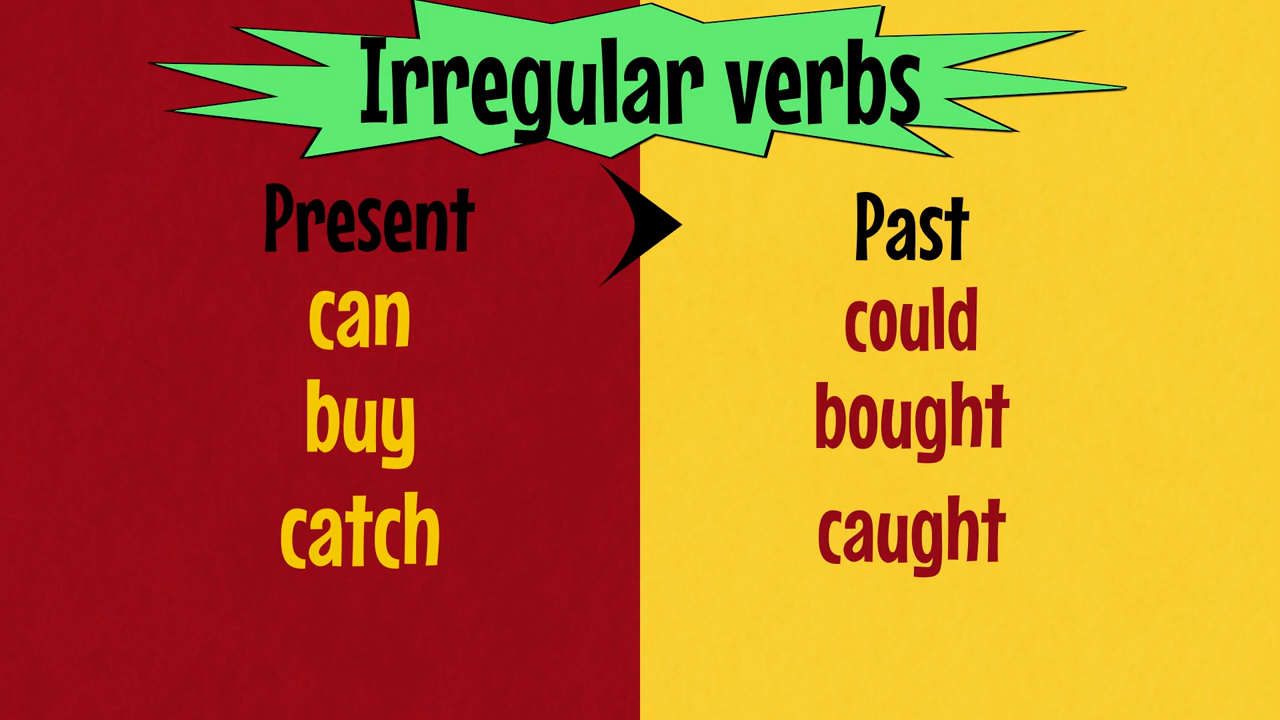 Irregular verbs
Present Past
can could
buy bought
catch caught